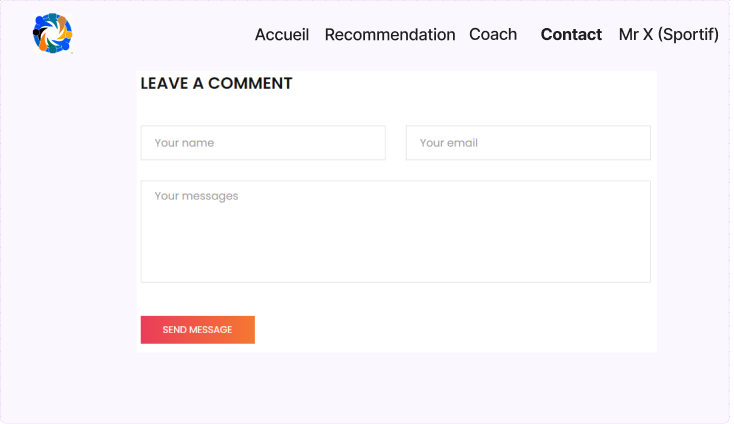 Accueil Recommendation Coach Contact Mr X (Sportif)
LEAVE A COMMENT
Your name Your email
Your messages
SEND MESSAGE